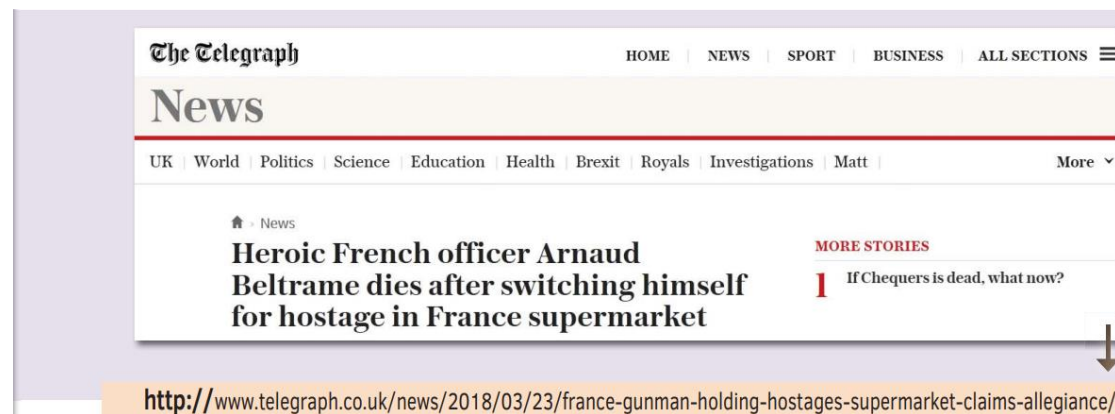 The Telegraph HOME NEWS SPORT BUSINESS ALL SECTIONS
News
UK World Politics Science Education Health Brexit Royals Investigations Matt More
News
Heroic French officer Arnaud
Beltrame dies after switching himself
for hostage in France supermarket
MORE STORIES
1 If Chequers is dead, what now?
http://www.telegraph.co.uk/news/2018/03/23/france-gunman-holding-hostages-supermarket-claims-allegiance/